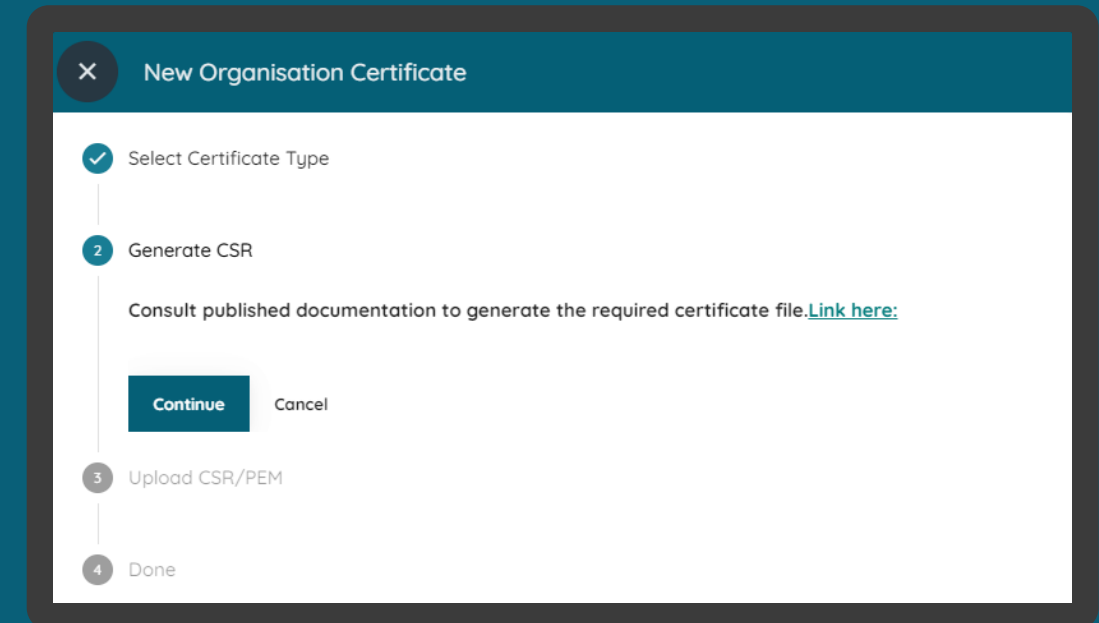 New Organisation Certificate
Select Certificate Type
2 Generate CSR
Consult published documentation to generate the required certificate file.Link here:
Continue Cancel
3 Upload CSR/PEM
4 Done